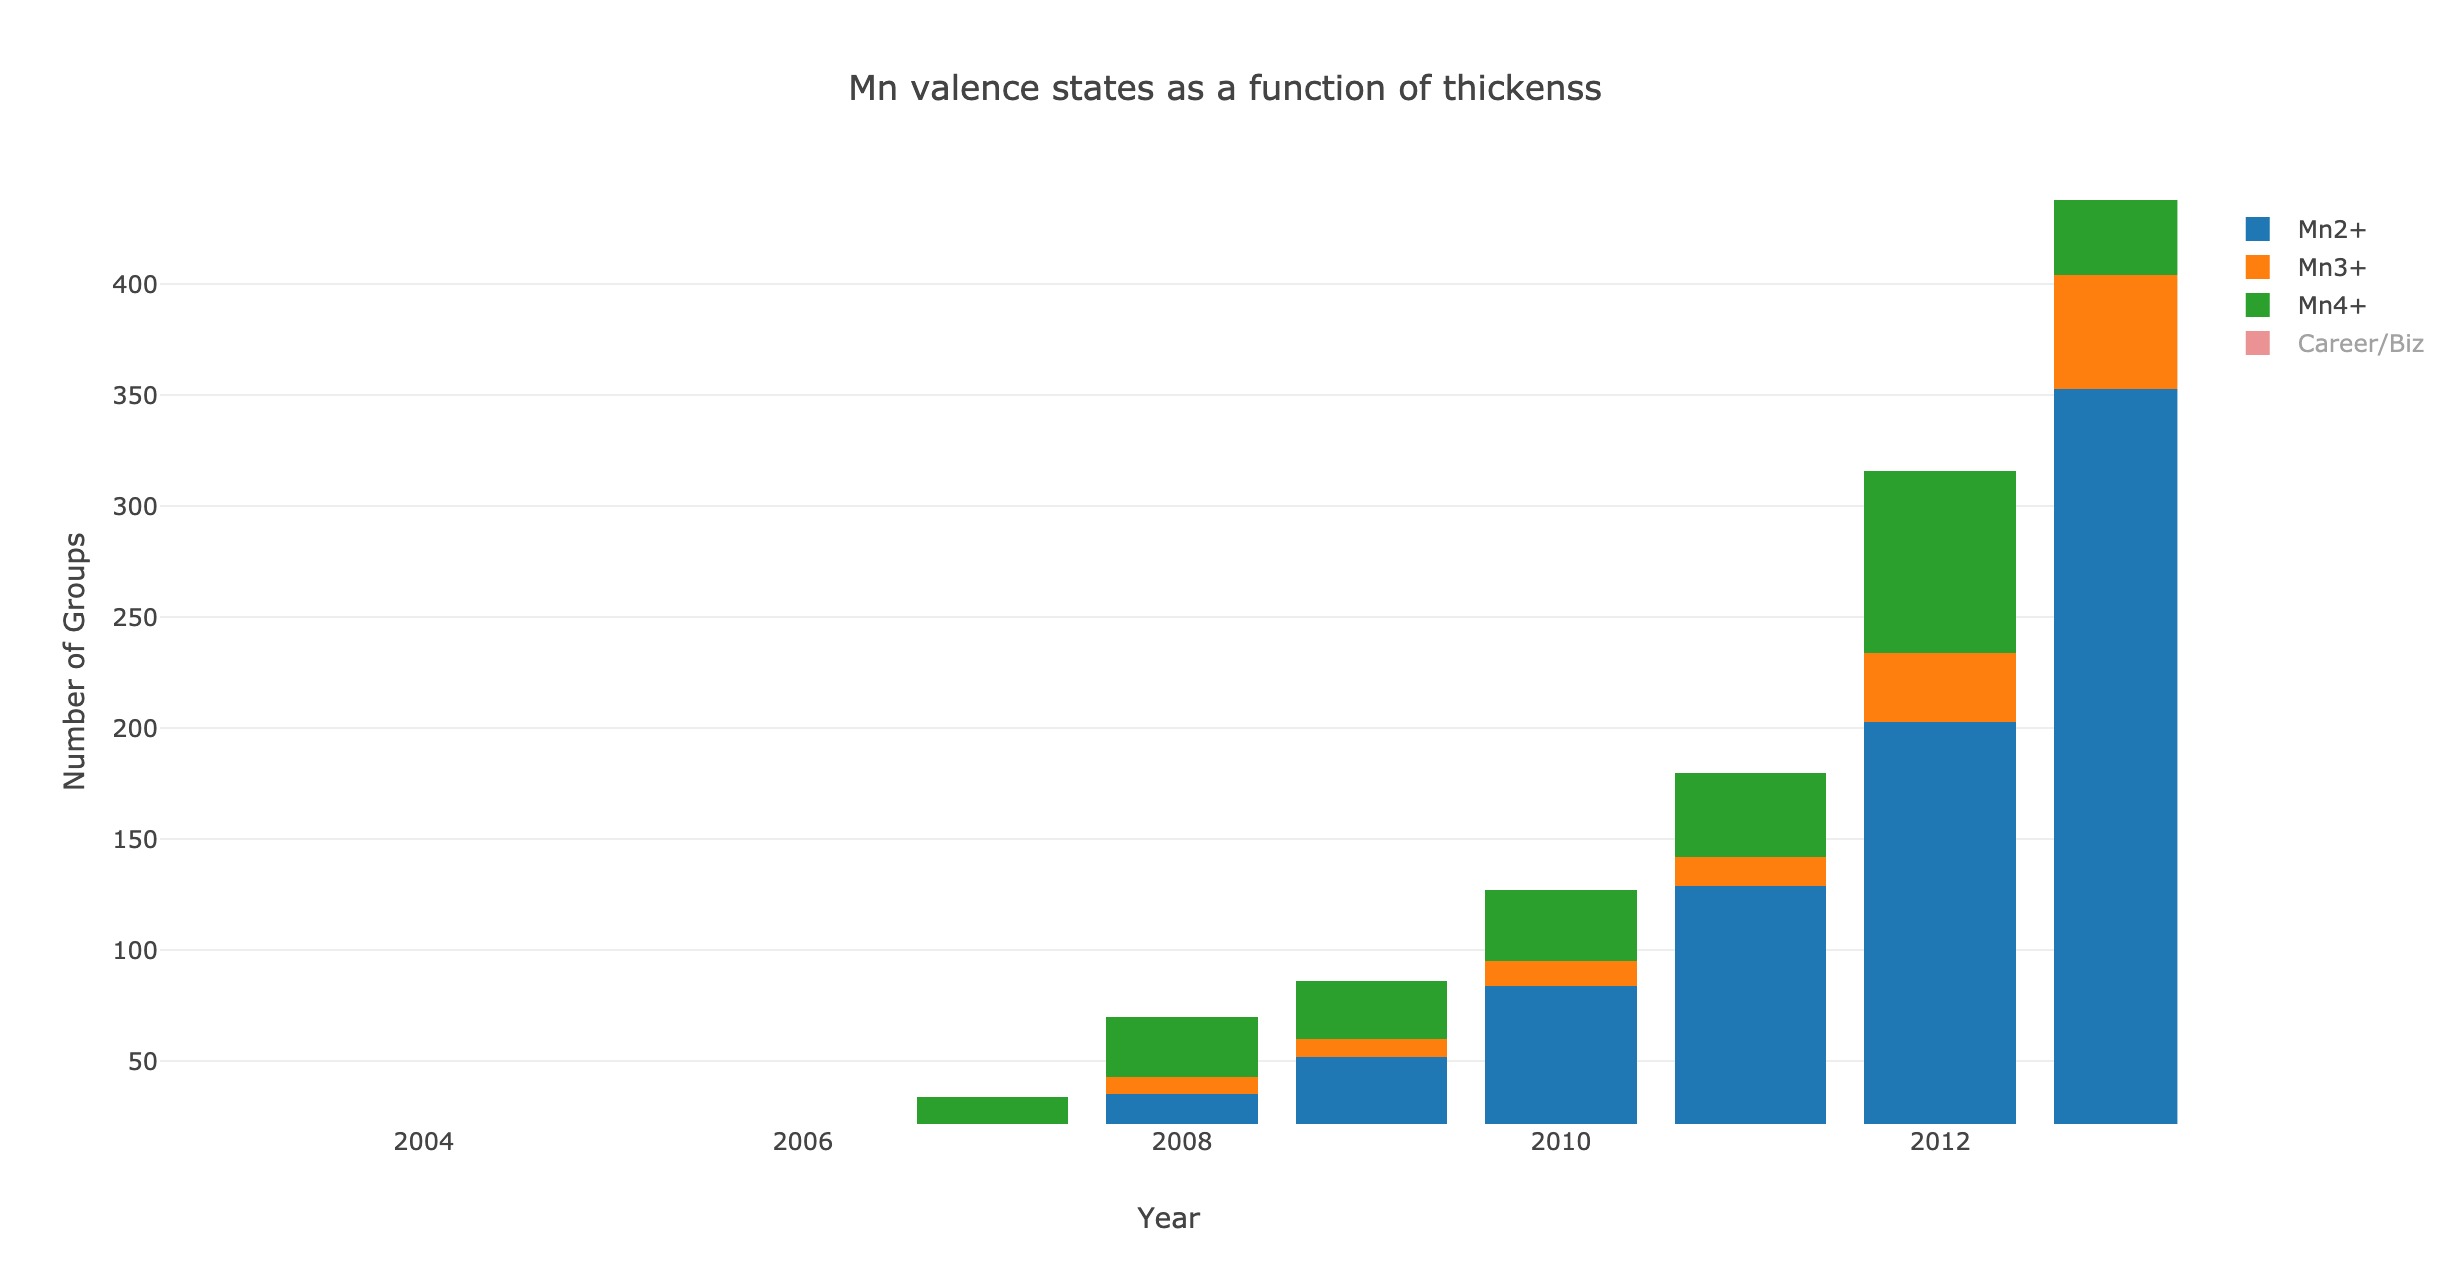 Mn valence states as a function of thickenss
Mn2+
Mn3+
Mn4+
Career/Biz
400
350
300
250
200
150
100
50
Number of Groups
2004
2006
2008
2010
2012
Year